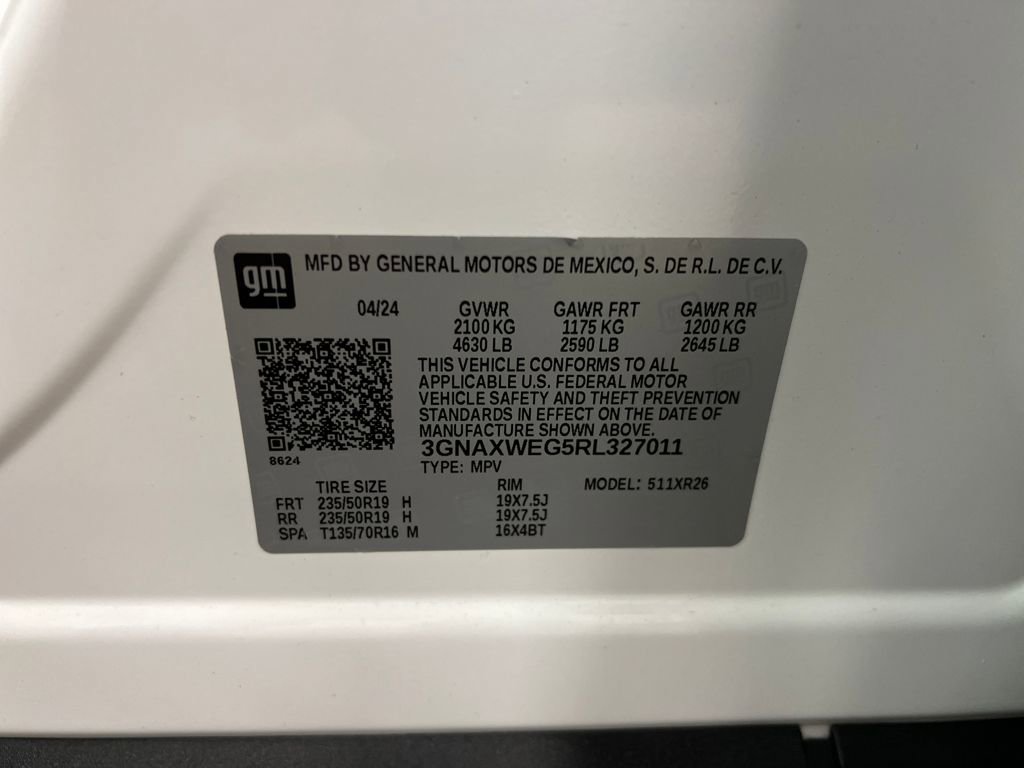 gm MFD BY GENERAL MOTORS DE MEXICO, S. DE R.L. DE C.V.
04/24 GVWR GAWR FRT GAWR RR
2100 KG 1175 KG 1200 KG
4630 LB 2590 LB 2645 LB
THIS VEHICLE CONFORMS TO ALL
APPLICABLE U.S. FEDERAL MOTOR
VEHICLE SAFETY AND THEFT PREVENTION
STANDARDS IN EFFECT ON THE DATE OF
MANUFACTURE SHOWN ABOVE.
3GNAXWEG5RL327011
8624
TYPE: MPV
TIRE SIZE RIM MODEL: 511XR26
FRT 235/50R19 H 19X7.5J
RR 235/50R19 H 19X7.5J
SPA T135/70R16 M 16X4BT